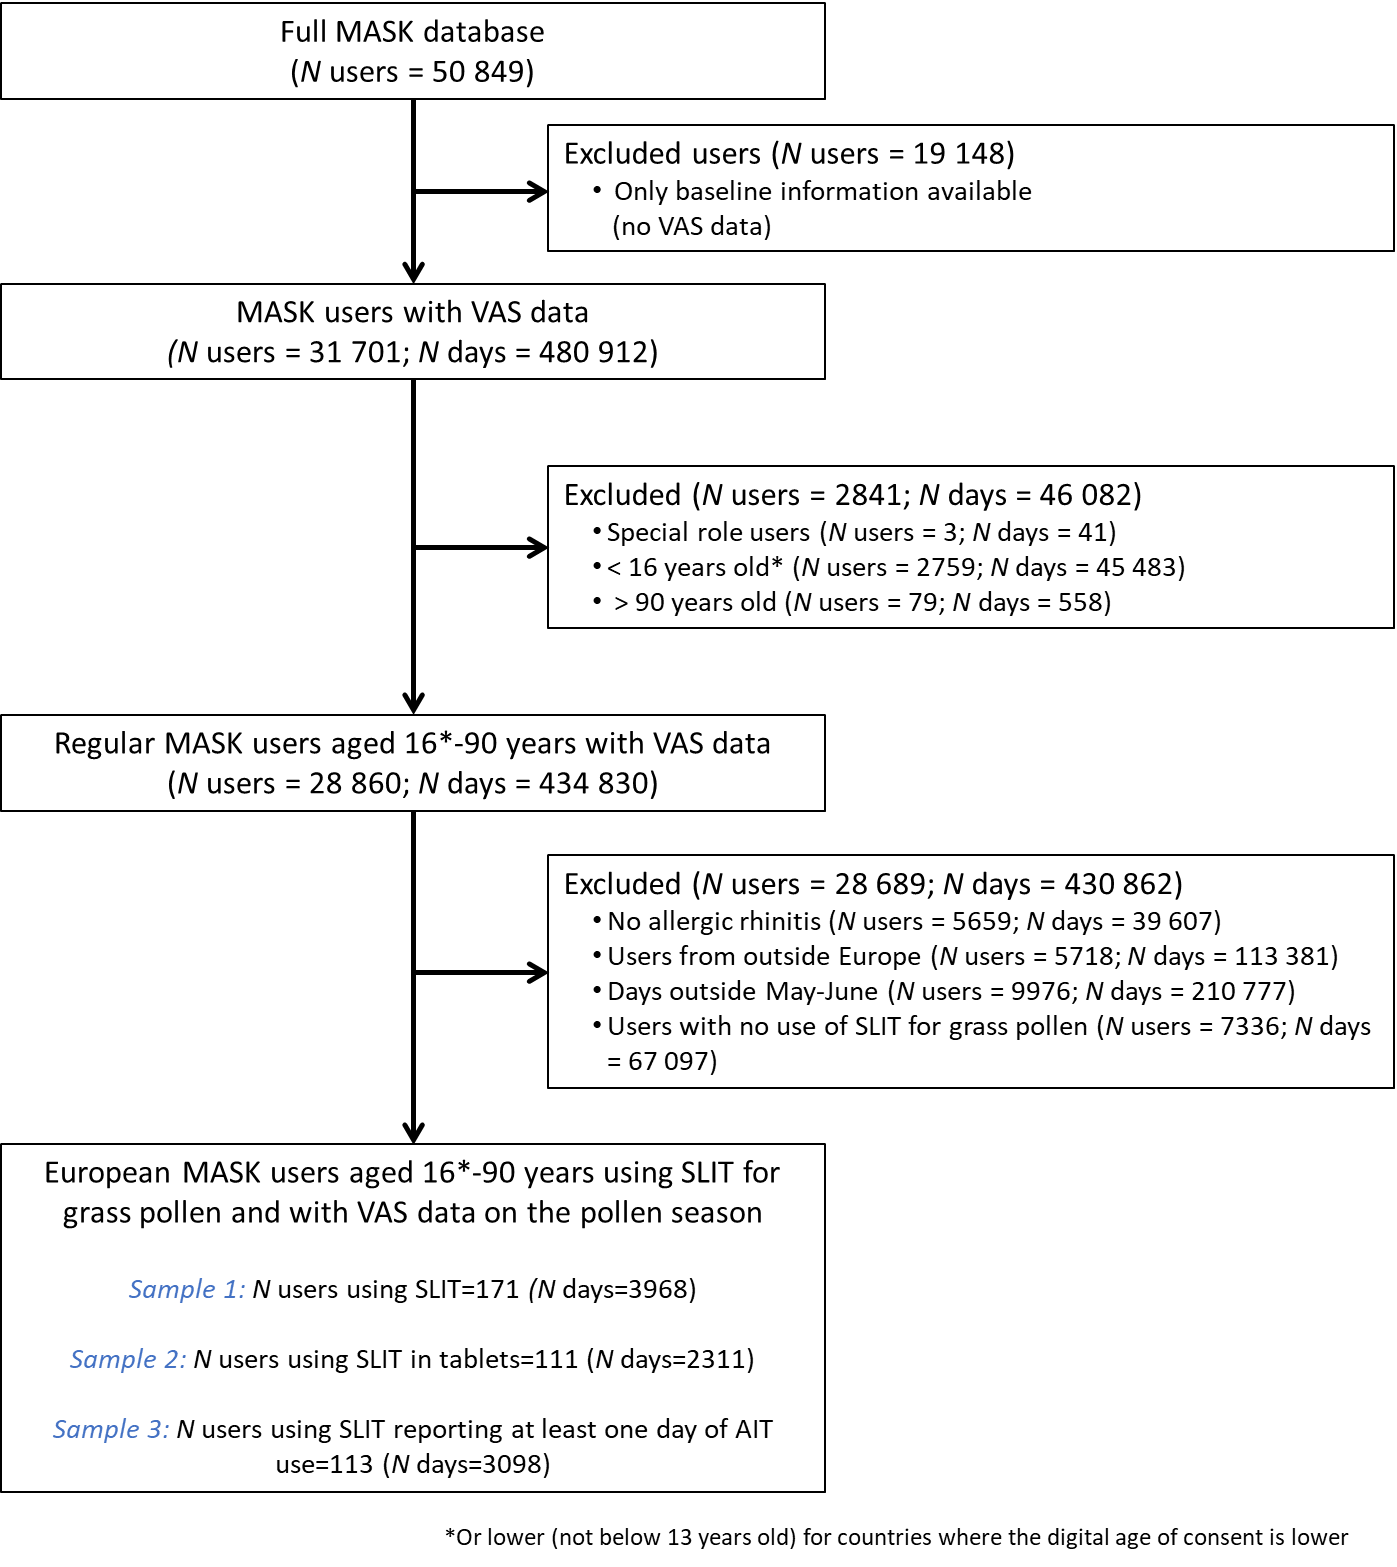 Full MASK database
(N users = 50 849)
Excluded users (N users = 19 148)
• Only baseline information available
(no VAS data)
MASK users with VAS data
(N users = 31 701; N days = 480 912)
Excluded (N users = 2841; N days = 46 082)
• Special role users (N users = 3; N days = 41)
• < 16 years old* (N users = 2759; N days = 45 483)
• > 90 years old (N users = 79; N days = 558)
Regular MASK users aged 16*-90 years with VAS data
(N users = 28 860; N days = 434 830)
Excluded (N users = 28 689; N days = 430 862)
• No allergic rhinitis (N users = 5659; N days = 39 607)
• Users from outside Europe (N users = 5718; N days = 113 381)
• Days outside May-June (N users = 9976; N days = 210 777)
• Users with no use of SLIT for grass pollen (N users = 7336; N days
= 67 097)
European MASK users aged 16*-90 years using SLIT for
grass pollen and with VAS data on the pollen season
Sample 1: N users using SLIT=171 (N days=3968)
Sample 2: N users using SLIT in tablets=111 (N days=2311)
Sample 3: N users using SLIT reporting at least one day of AIT
use=113 (N days=3098)
*Or lower (not below 13 years old) for countries where the digital age of consent is lower